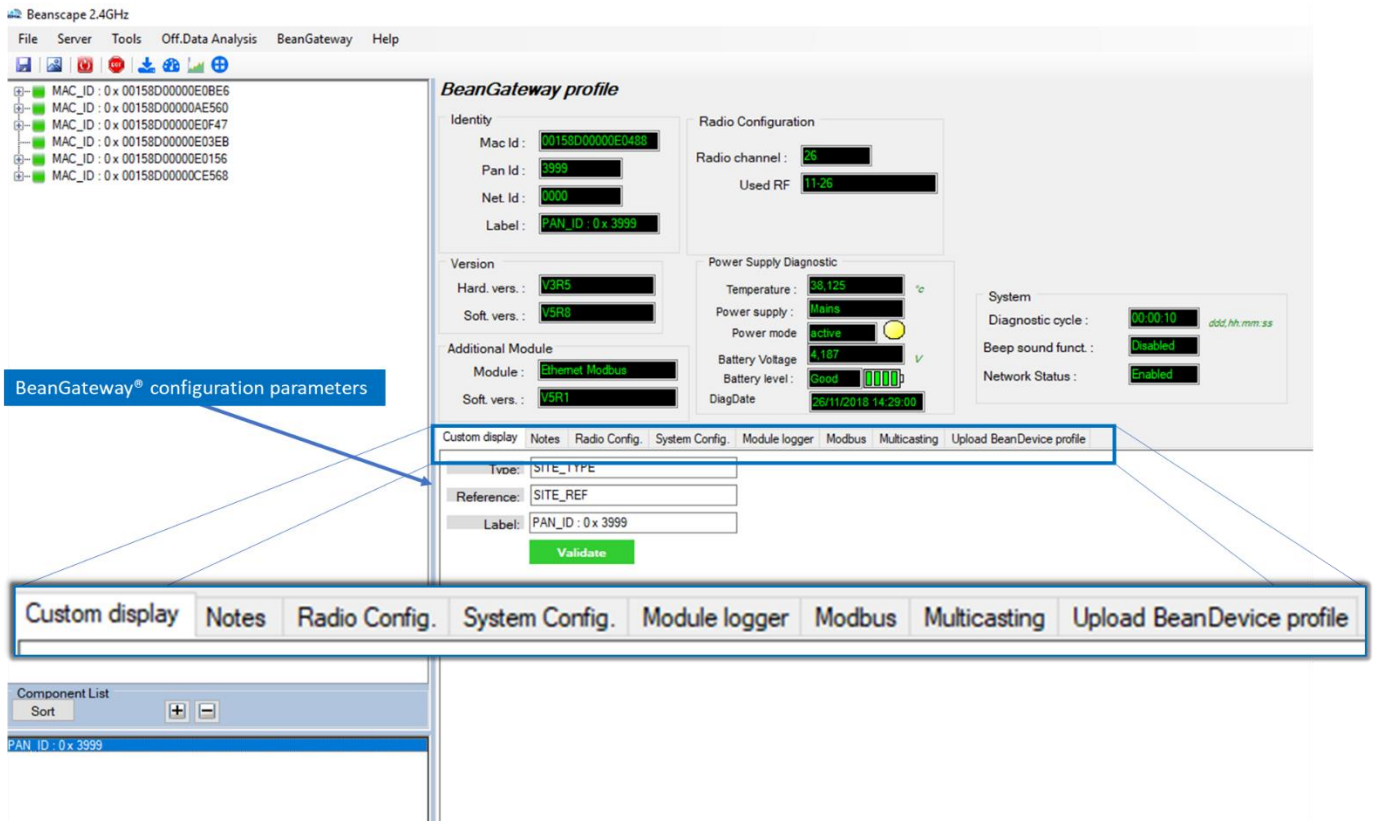 Beanscape 2.4GHz
File Server Tools Off.Data Analysis BeanGateway Help
MAC_ID : 0 x 00158D00000E0BE6
MAC_ID : 0 x 00158D00000AE560
MAC_ID : 0 x 00158D00000E0F47
MAC_ID : 0 x 00158D00000E03EB
MAC_ID : 0 x 00158D00000E0156
MAC_ID : 0 x 00158D00000CE568
BeanGateway profile
Identity
Mac Id : 00158D00000E0488
Pan Id : 3999
Net. Id : 0000
Label : PAN_ID : 0 x 3999
Radio Configuration
Radio channel : 26
Used RF 11-26
Version
Hard. vers. : V3R5
Soft. vers. : V5R8
Additional Module
Module : Ethernet Modbus
Soft. vers. : V5R1
Power Supply Diagnostic
Temperature : 38,125 °c
Power supply : Mains
Power mode active
Battery Voltage 4,187 V
Battery level : Good
DiagDate 26/11/2018 14:29:00
System
Diagnostic cycle : 00:00:10 ddd,hh:mm:ss
Beep sound funct. : Disabled
Network Status : Enabled
BeanGateway® configuration parameters
Custom display Notes Radio Config. System Config. Module logger Modbus Multicasting Upload BeanDevice profile
Type: SITE_TYPE
Reference: SITE_REF
Label: PAN_ID : 0 x 3999
Validate
Custom display Notes Radio Config. System Config. Module logger Modbus Multicasting Upload BeanDevice profile
Component List
Sort
PAN_ID : 0 x 3999